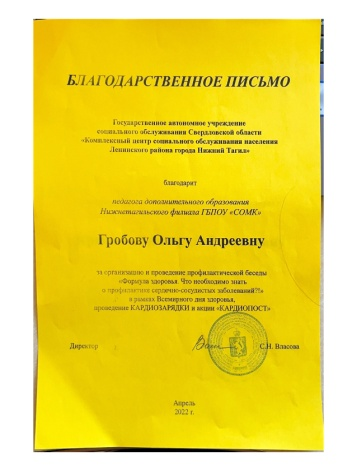 БЛАГОДАРСТВЕННОЕ ПИСЬМО
Государственное автономное учреждение
социального обслуживания Свердловской области
«Комплексный центр социального обслуживания населения
Ленинского района города Нижний Тагил»
благодарит
педагога дополнительного образования
Нижнетагильского филиала ГБПОУ «СОМК»
Гробову Ольгу Андреевну
за организацию и проведение профилактической беседы
«Формула здоровья. Что необходимо знать
о профилактике сердечно-сосудистых заболеваний?!»
в рамках Всемирного дня здоровья,
проведение КАРДИОЗАРЯДКИ и акции «КАРДИОПОСТ»
Директор С.Н. Власова
Апрель
2022 г.